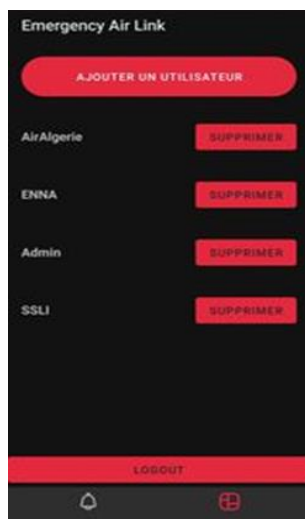 Emergency Air Link
AJOUTER UN UTILISATEUR
AirAlgerie SUPPRIMER
ENNA SUPPRIMER
Admin SUPPRIMER
SSLI SUPPRIMER
LOGOUT